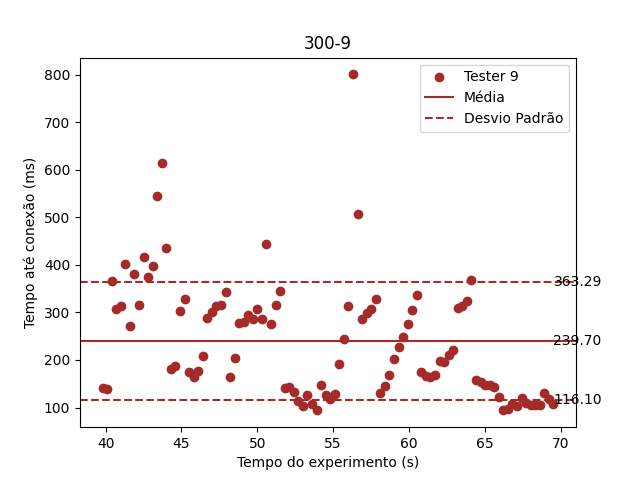 300-9
Tester 9
Média
Desvio Padrão
Tempo até conexão (ms)
800
700
600
500
400
300
200
100
363.29
239.70
116.10
40 45 50 55 60 65 70
Tempo do experimento (s)